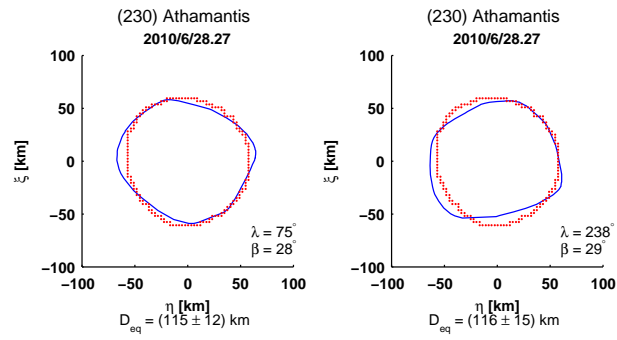 (230) Athamantis
2010/6/28.27
100
50
0
−50
−100
ξ [km]
λ = 75°
β = 28°
−100 −50 0 50 100
η [km]
D_eq = (115 ± 12) km
(230) Athamantis
2010/6/28.27
100
50
0
−50
−100
ξ [km]
λ = 238°
β = 29°
−100 −50 0 50 100
η [km]
D_eq = (116 ± 15) km